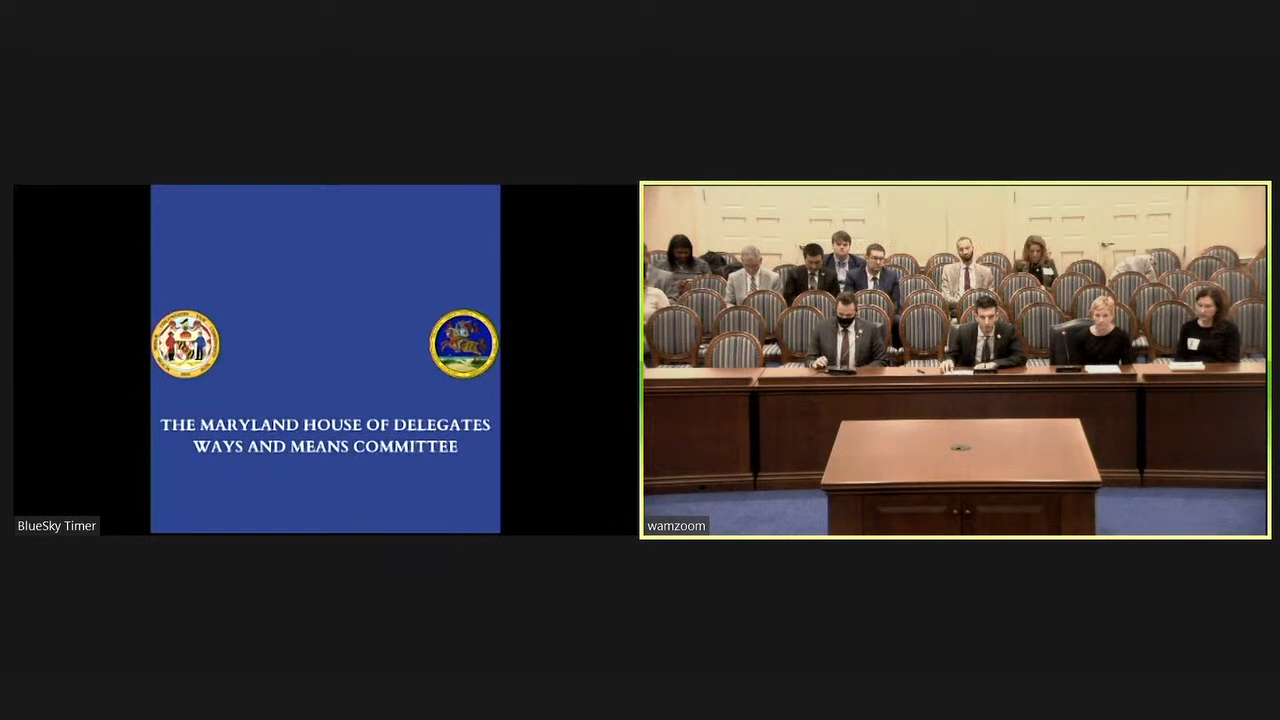 THE MARYLAND HOUSE OF DELEGATES
WAYS AND MEANS COMMITTEE
BlueSky Timer
wamzoom